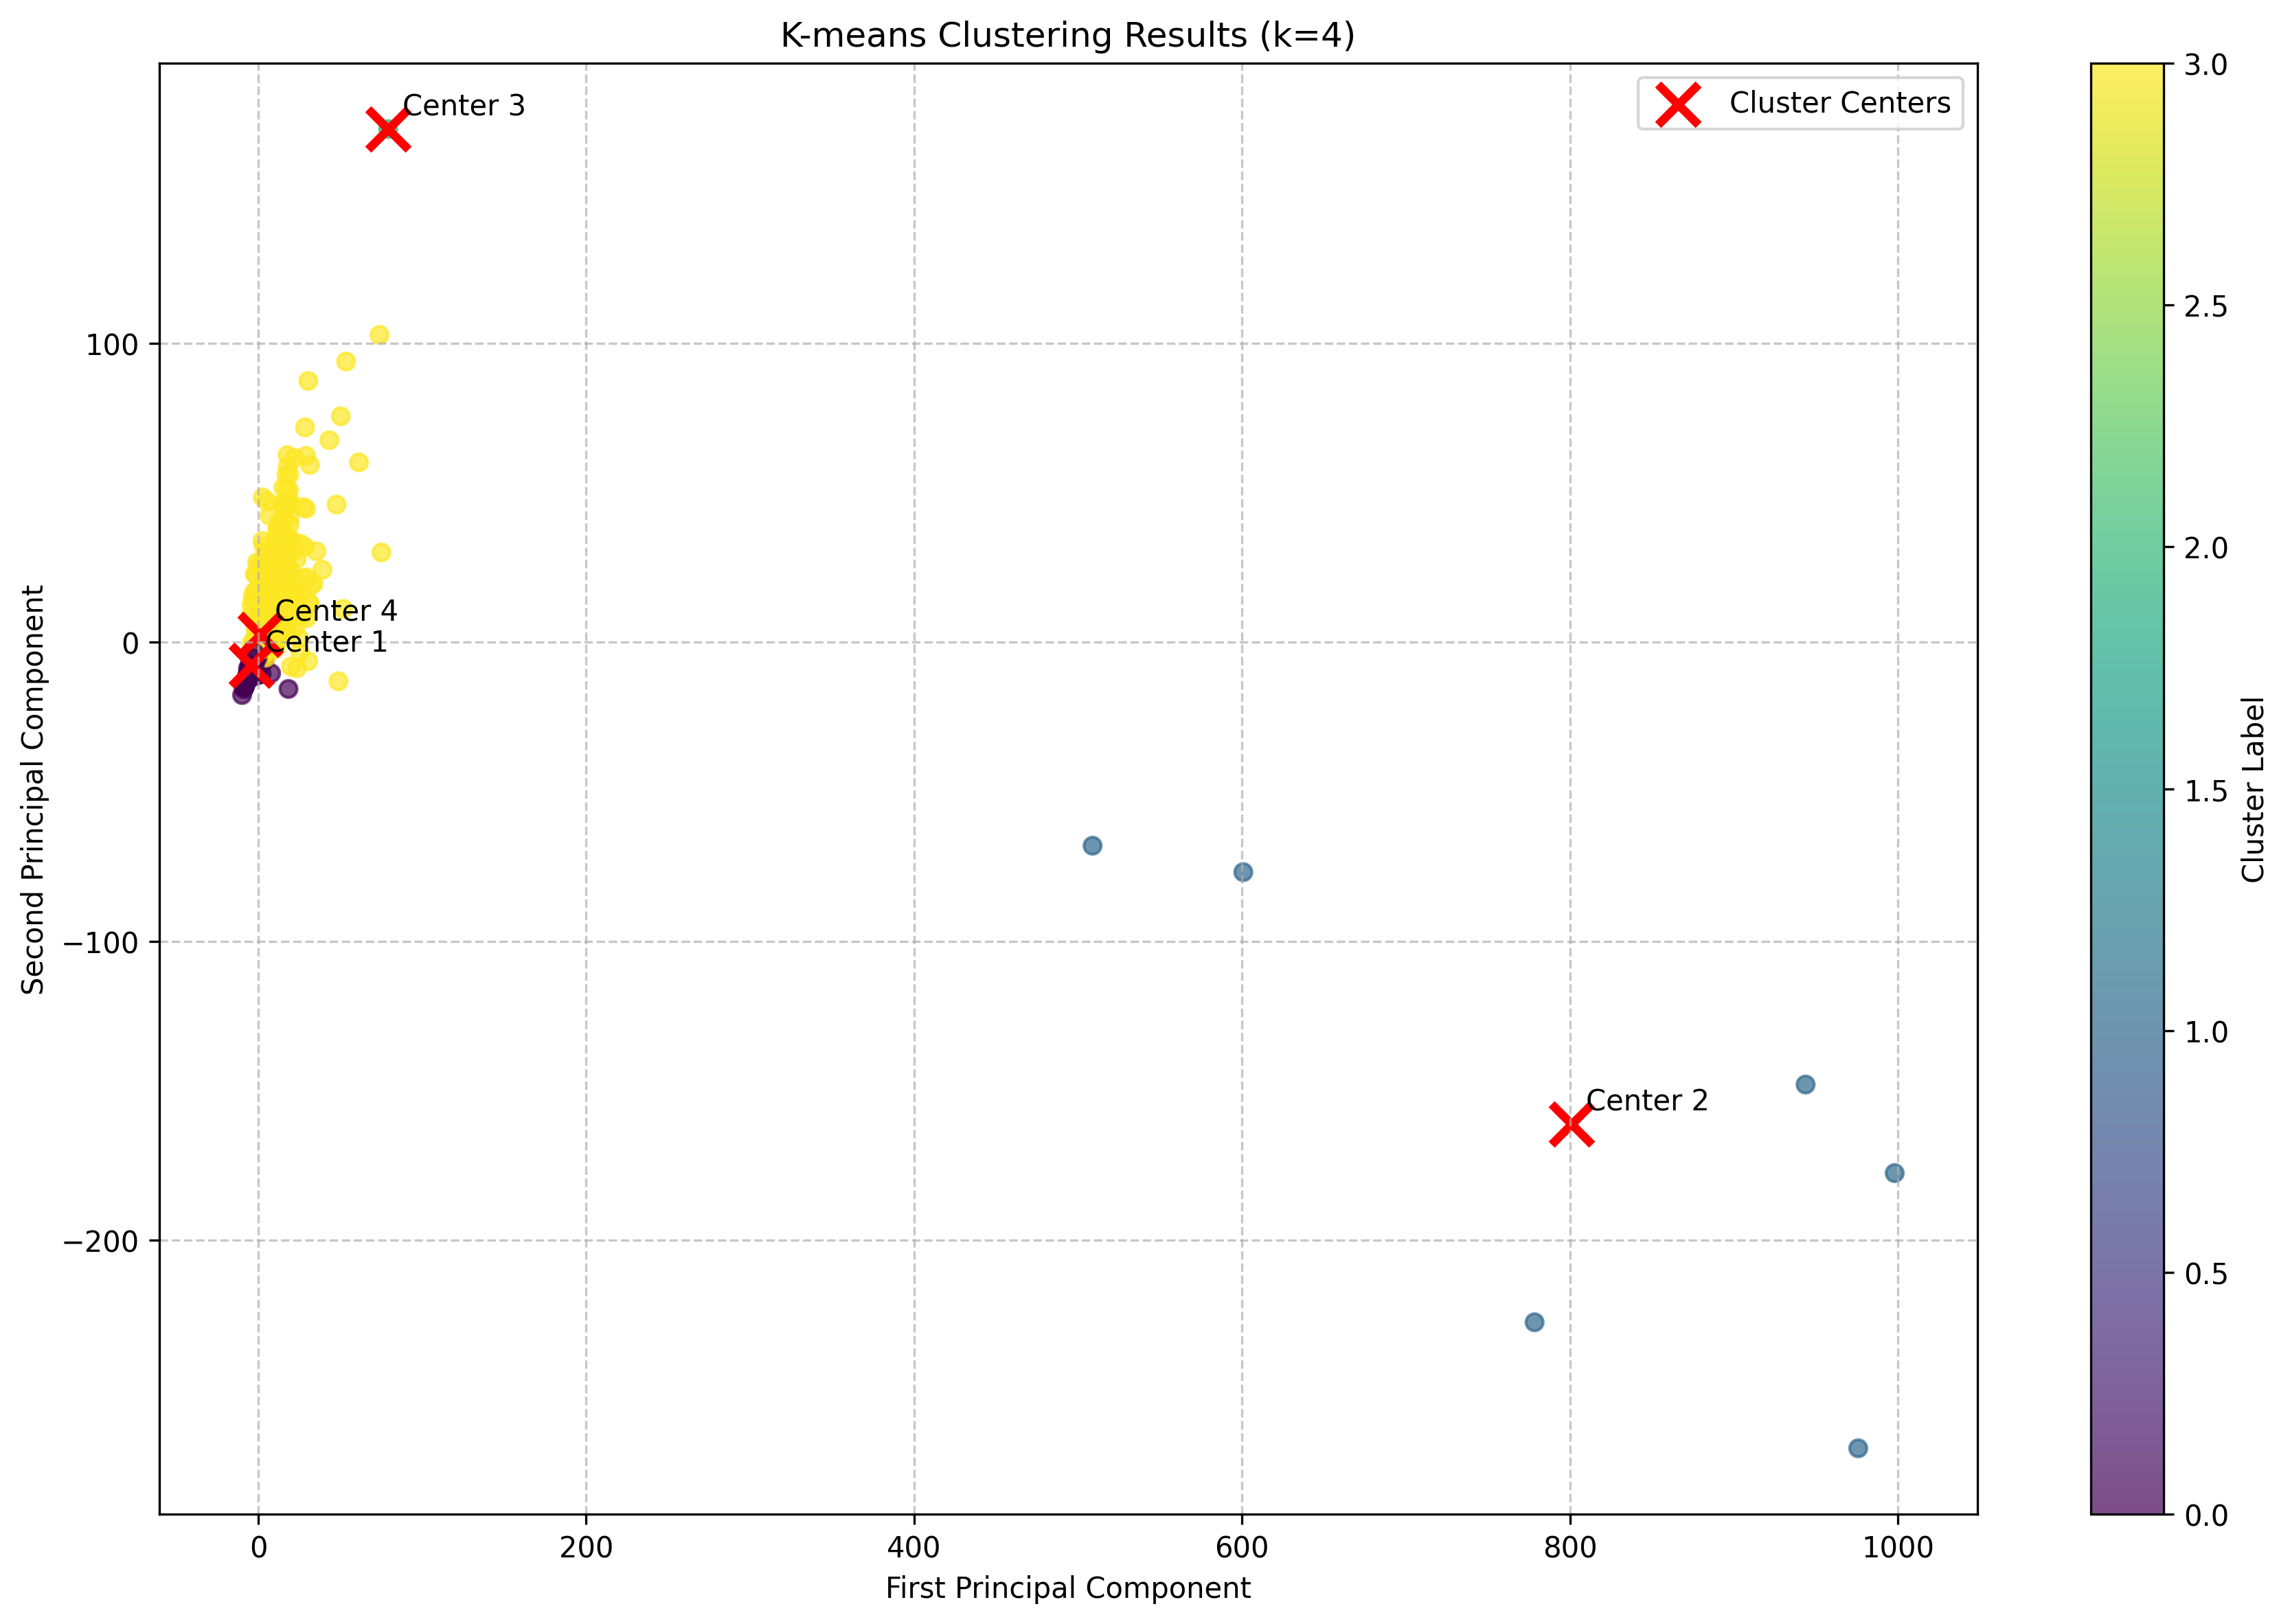 K-means Clustering Results (k=4)
Center 3
Cluster Centers
Center 4
Center 1
Center 2
100
0
−100
−200
Second Principal Component
0
200
400
600
800
1000
First Principal Component
3.0
2.5
2.0
1.5
1.0
0.5
0.0
Cluster Label